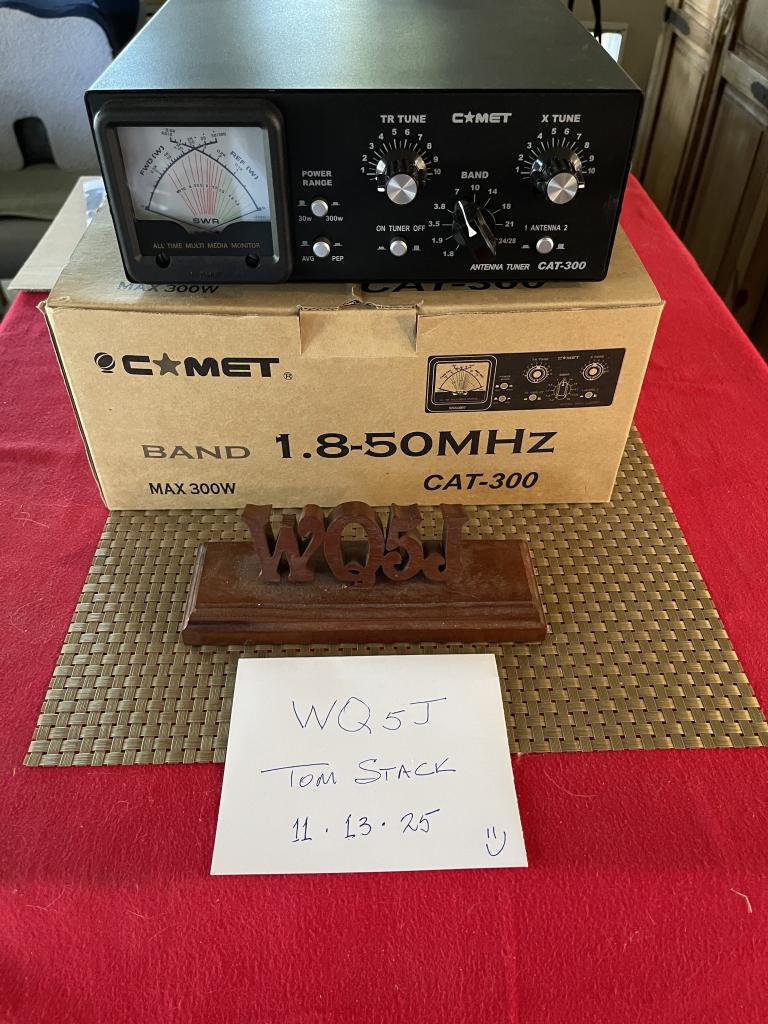 TR TUNE
C★MET
X TUNE
1 2 3 4 5 6 7 8 9 10
1 2 3 4 5 6 7 8 9 10
FWD(W)
REF(W)
SWR
ALL TIME MULTI MEDIA MONITOR
POWER
RANGE
30w 300w
AVG PEP
ON TUNER OFF
BAND
1.8 1.9 3.5 3.8 7 10 14 18 21 24/28
1 ANTENNA 2
ANTENNA TUNER CAT-300
MAX 300W
CAT-300
C★MET®
BAND 1.8-50MHz
MAX 300W
CAT-300
WQ5J
WQ5J
TOM STACK
11·13·25